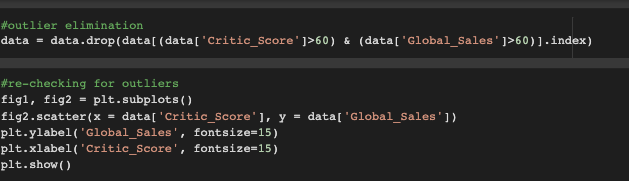 #outlier elimination
data = data.drop(data[(data['Critic_Score']>60) & (data['Global_Sales']>60)].index)
#re-checking for outliers
fig1, fig2 = plt.subplots()
fig2.scatter(x = data['Critic_Score'], y = data['Global_Sales'])
plt.ylabel('Global_Sales', fontsize=15)
plt.xlabel('Critic_Score', fontsize=15)
plt.show()